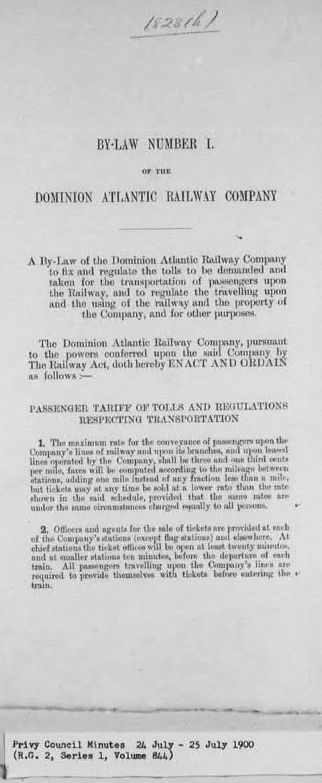 1828(h)
BY-LAW NUMBER I.
OF THE
DOMINION ATLANTIC RAILWAY COMPANY
A By-Law of the Dominion Atlantic Railway Company
to fix and regulate the tolls to be demanded and
taken for the transportation of passengers upon
the Railway, and to regulate the travelling upon
and the using of the railway and the property of
the Company, and for other purposes.
The Dominion Atlantic Railway Company, pursuant
to the powers conferred upon the said Company by
The Railway Act, doth hereby ENACT AND ORDAIN
as follows :—
PASSENGER TARIFF OF TOLLS AND REGULATIONS
RESPECTING TRANSPORTATION
1. The maximum rate for the conveyance of passengers upon the
Company's lines of railway and upon its branches, and upon leased
lines operated by the Company, shall be three and one third cents
per mile, fares will be computed according to the mileage between
stations, adding one mile instead of any fraction less than a mile,
but tickets may at any time be sold at a lower rate than the rate
shown in the said schedule, provided that the same rates are
under the same circumstances charged equally to all persons.
2. Officers and agents for the sale of tickets are provided at each
of the Company's stations (except flag stations) and elsewhere. At
chief stations the ticket offices will be open at least twenty minutes,
and at smaller stations ten minutes, before the departure of each
train. All passengers travelling upon the Company's lines are
required to provide themselves with tickets before entering the
train.
Privy Council Minutes 24 July - 25 July 1900
(R.G. 2, Series 1, Volume 844)